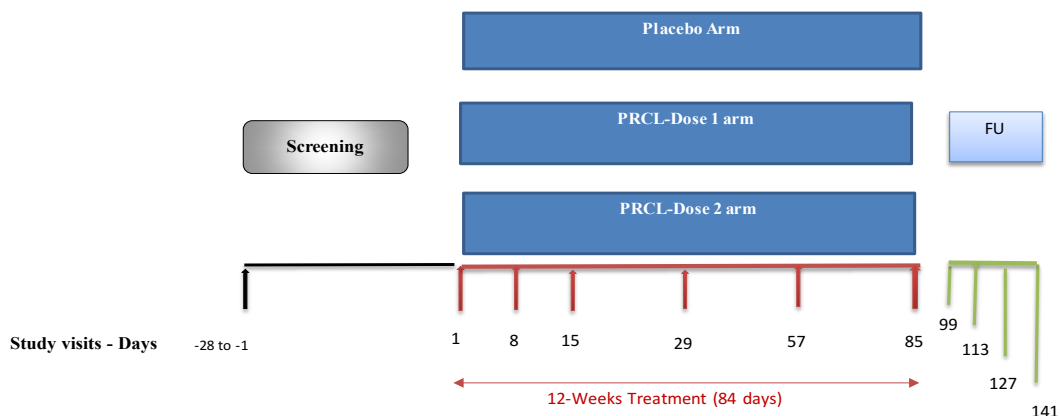 Placebo Arm
PRCL-Dose 1 arm
Screening
FU
PRCL-Dose 2 arm
Study visits - Days
-28 to -1
1
8
15
29
57
85
99
113
127
141
12-Weeks Treatment (84 days)